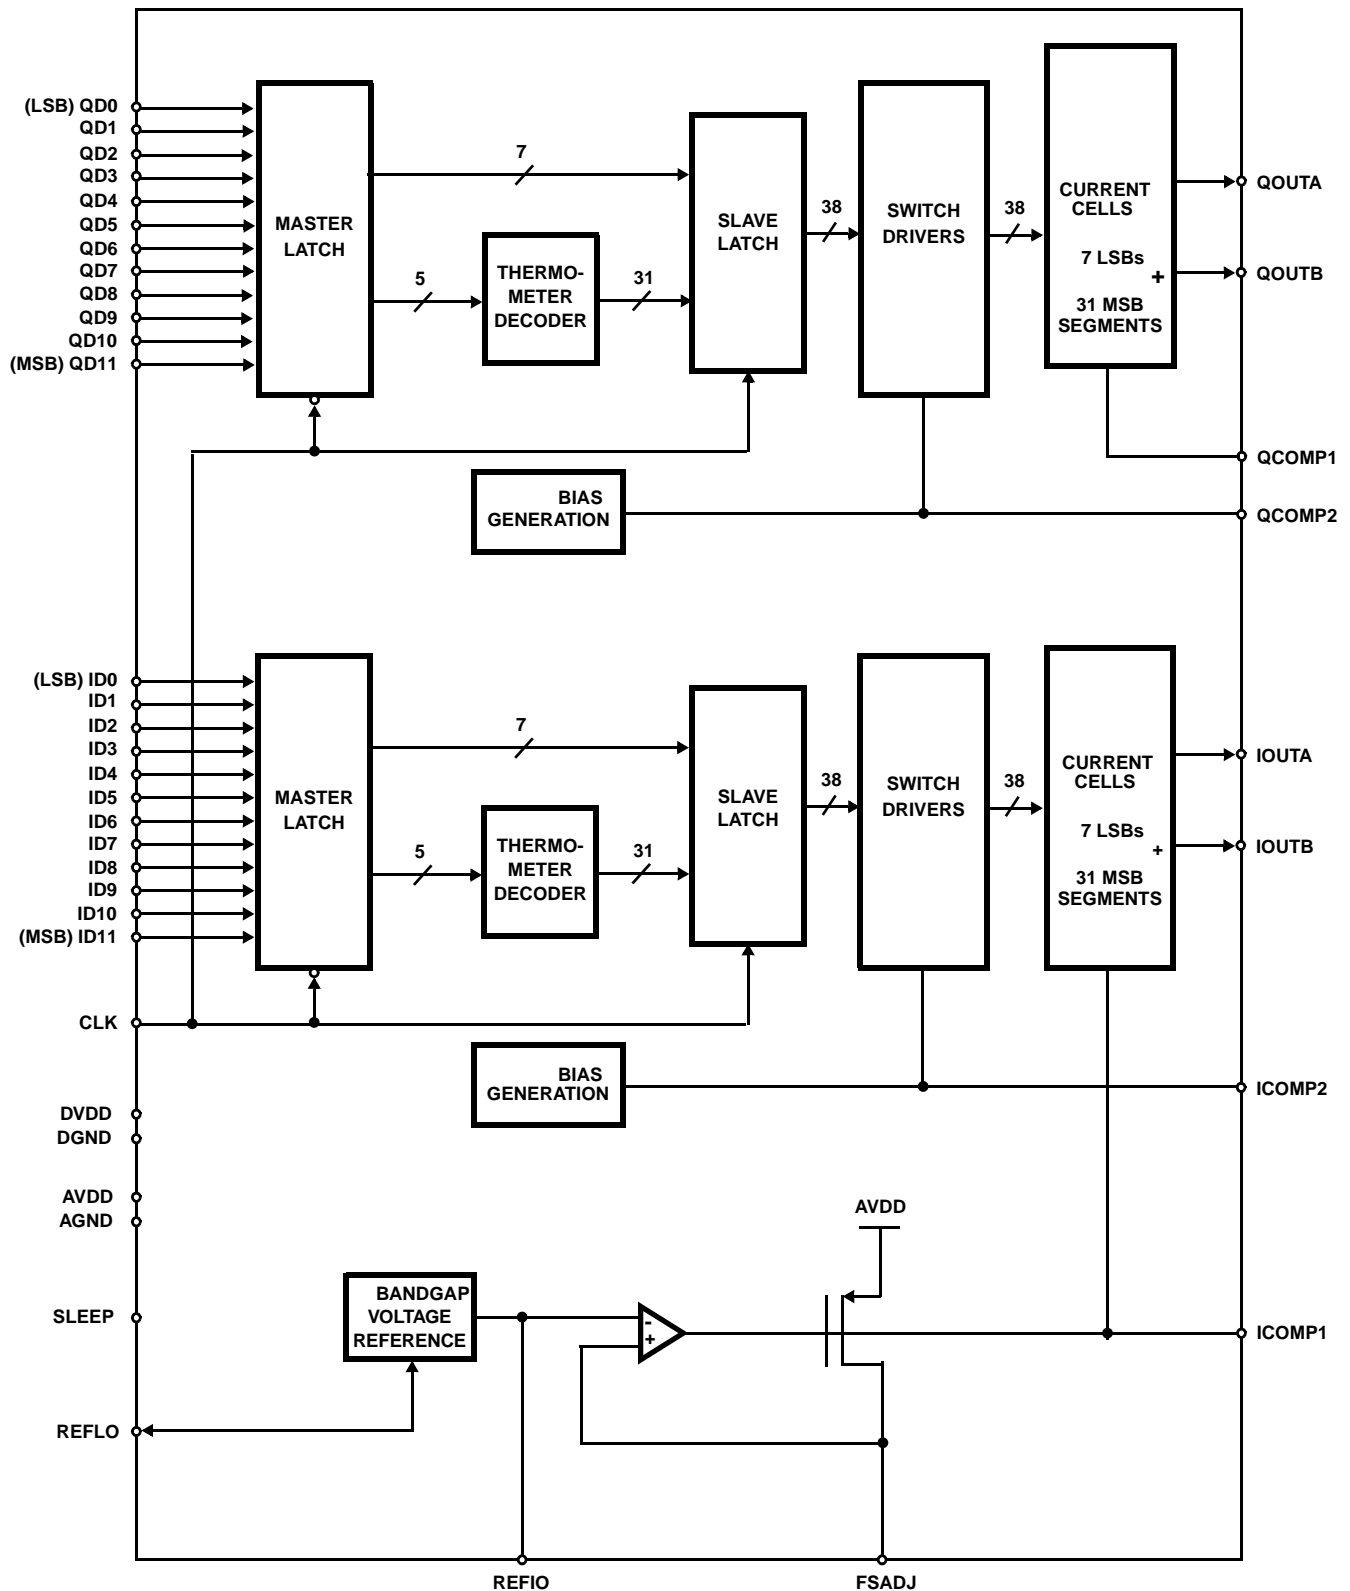 (LSB) QD0
QD1
QD2
QD3
QD4
QD5
QD6
QD7
QD8
QD9
QD10
(MSB) QD11
MASTER
LATCH
7
5
THERMO-
METER
DECODER
31
SLAVE
LATCH
38
SWITCH
DRIVERS
38
CURRENT
CELLS
7 LSBs
+
31 MSB
SEGMENTS
QOUTA
QOUTB
QCOMP1
BIAS
GENERATION
QCOMP2
(LSB) ID0
ID1
ID2
ID3
ID4
ID5
ID6
ID7
ID8
ID9
ID10
(MSB) ID11
MASTER
LATCH
7
5
THERMO-
METER
DECODER
31
SLAVE
LATCH
38
SWITCH
DRIVERS
38
CURRENT
CELLS
7 LSBs
+
31 MSB
SEGMENTS
IOUTA
IOUTB
CLK
BIAS
GENERATION
ICOMP2
DVDD
DGND
AVDD
AGND
AVDD
SLEEP
BANDGAP
VOLTAGE
REFERENCE
-
+
ICOMP1
REFLO
REFIO
FSADJ